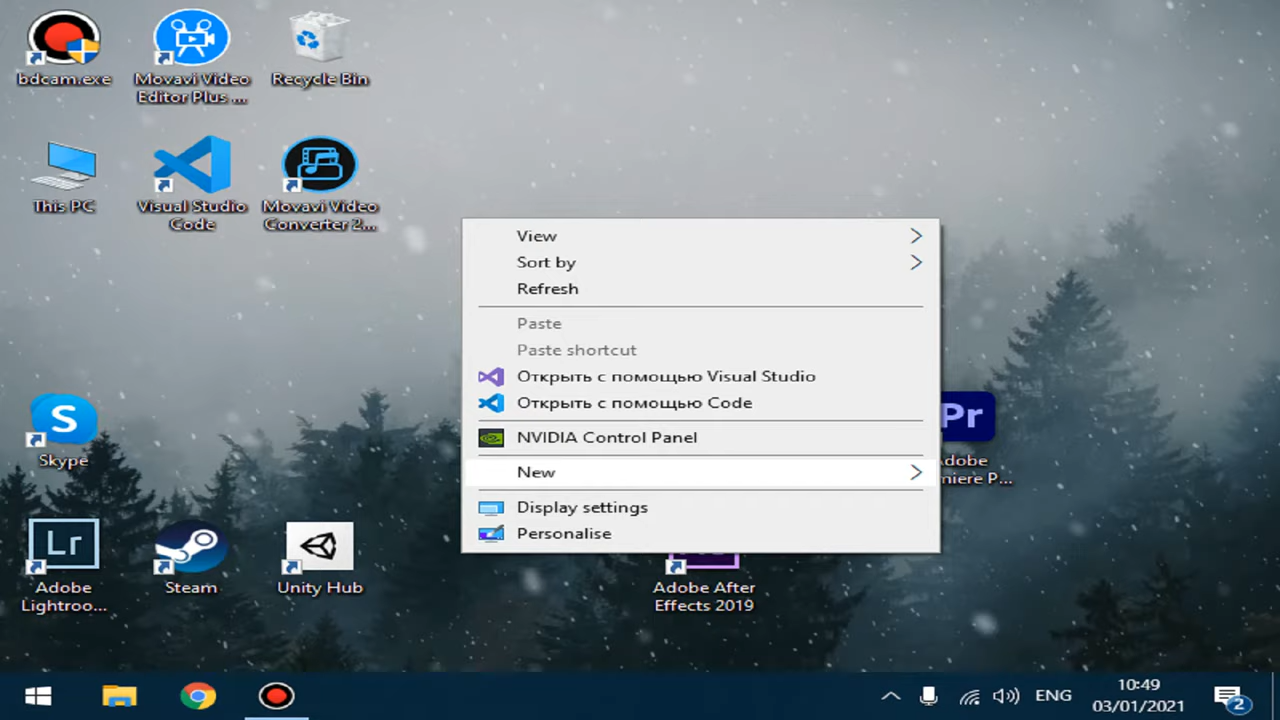 bdcam.exe
Movavi Video
Editor Plus ...
Recycle Bin
This PC
Visual Studio
Code
Movavi Video
Converter 2...
View
Sort by
Refresh
Paste
Paste shortcut
Открыть с помощью Visual Studio
Открыть с помощью Code
NVIDIA Control Panel
New
Display settings
Personalise
S
Skype
Pr
Adobe
miere P...
Lr
Adobe
Lightroo...
Steam
Unity Hub
Adobe After
Effects 2019
ENG
10:49
03/01/2021
2